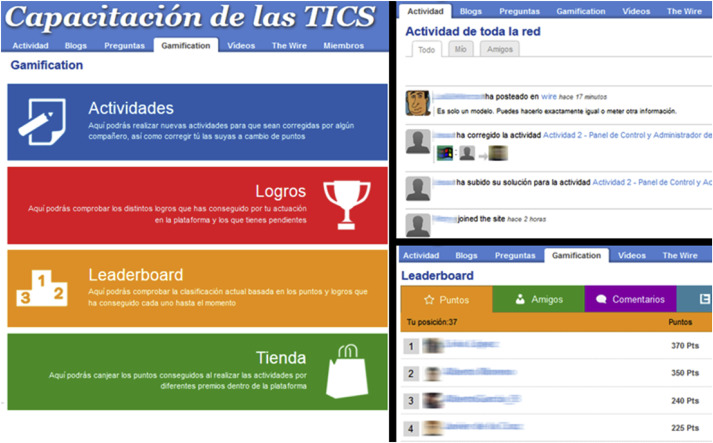 Capacitación de las TICS
Actividad Blogs Preguntas Gamification Videos The Wire Miembros
Gamification
Actividades
Aquí podrás realizar nuevas actividades para que sean corregidas por algún
compañero, así como corregir tú las suyas a cambio de puntos
Logros
Aquí podrás comprobar los distintos logros que has conseguido por tu actuación
en la plataforma y los que tienes pendientes
Leaderboard
Aquí podrás comprobar la clasificación actual basada en los puntos y logros que
ha conseguido cada uno hasta el momento
3 1 2
Tienda
Aquí podrás canjear los puntos conseguidos al realizar las actividades por
diferentes premios dentro de la plataforma
Actividad Blogs Preguntas Gamification Videos The Wire
Actividad de toda la red
Todo Mío Amigos
ha posteado en wire hace 17 minutos
Es solo un modelo. Puedes hacerlo exactamente igual o meter otra información.
ha corregido la actividad Actividad 2 - Panel de Control y Administrador de
ha subido su solución para la actividad Actividad 2 - Panel de Control y Ac
joined the site hace 2 horas
Actividad Blogs Preguntas Gamification Videos The Wire
Leaderboard
Puntos Amigos Comentarios
Tu posición:37 Puntos
1 370 Pts
2 350 Pts
3 240 Pts
4 225 Pts